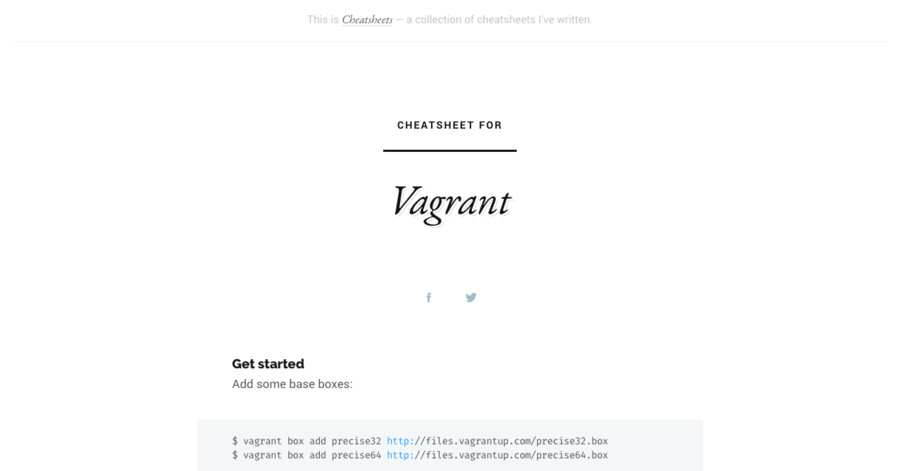 This is Cheatsheets — a collection of cheatsheets I've written.
CHEATSHEET FOR
Vagrant
Get started
Add some base boxes:
$ vagrant box add precise32 http://files.vagrantup.com/precise32.box
$ vagrant box add precise64 http://files.vagrantup.com/precise64.box